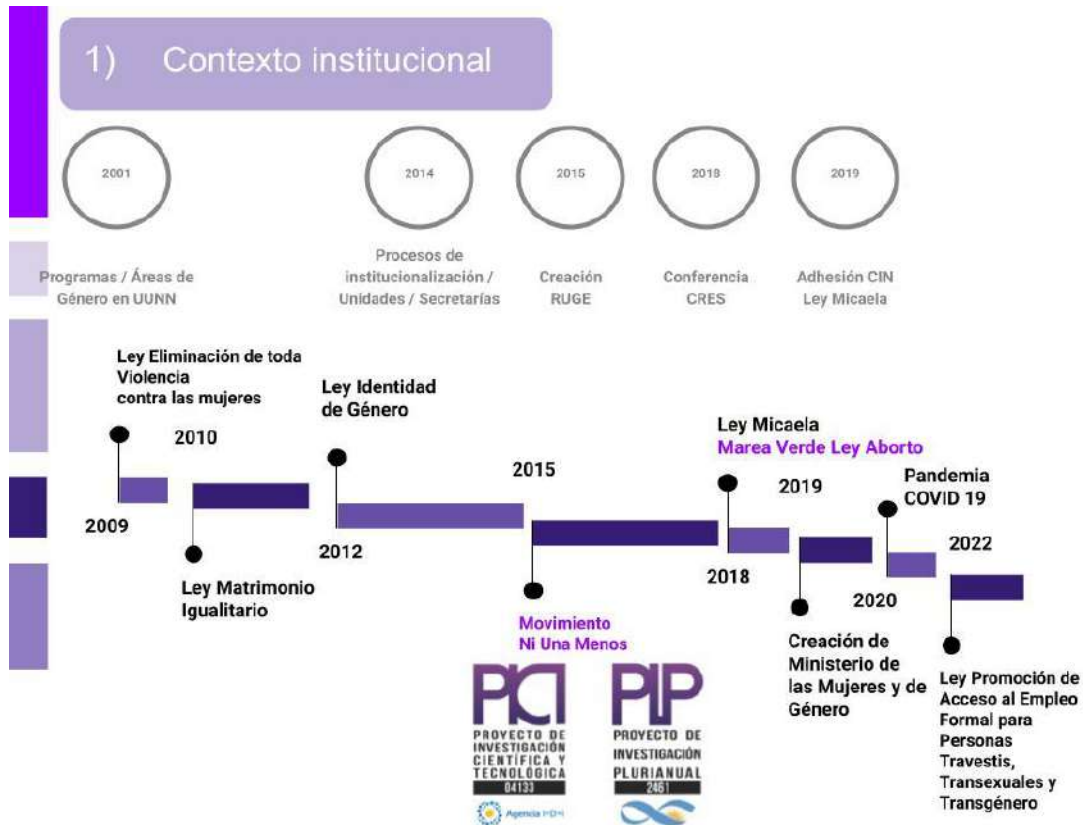 1) Contexto institucional
2001
2014
2015
2018
2019
Programas / Áreas de
Género en UUNN
Procesos de
institucionalización /
Unidades / Secretarías
Creación
RUGE
Conferencia
CRES
Adhesión CIN
Ley Micaela
Ley Eliminación de toda
Violencia
contra las mujeres
2009
2010
Ley Matrimonio
Igualitario
Ley Identidad
de Género
2012
2015
Movimiento
Ni Una Menos
Ley Micaela
Marea Verde Ley Aborto
2018
2019
Creación de
Ministerio de
las Mujeres y de
Género
Pandemia
COVID 19
2020
2022
Ley Promoción de
Acceso al Empleo
Formal para
Personas
Travestis,
Transexuales y
Transgénero
PICT
PROYECTO DE
INVESTIGACIÓN
CIENTÍFICA Y
TECNOLÓGICA
04133
Agencia I+D+i
PIP
PROYECTO DE
INVESTIGACIÓN
PLURIANUAL
2461